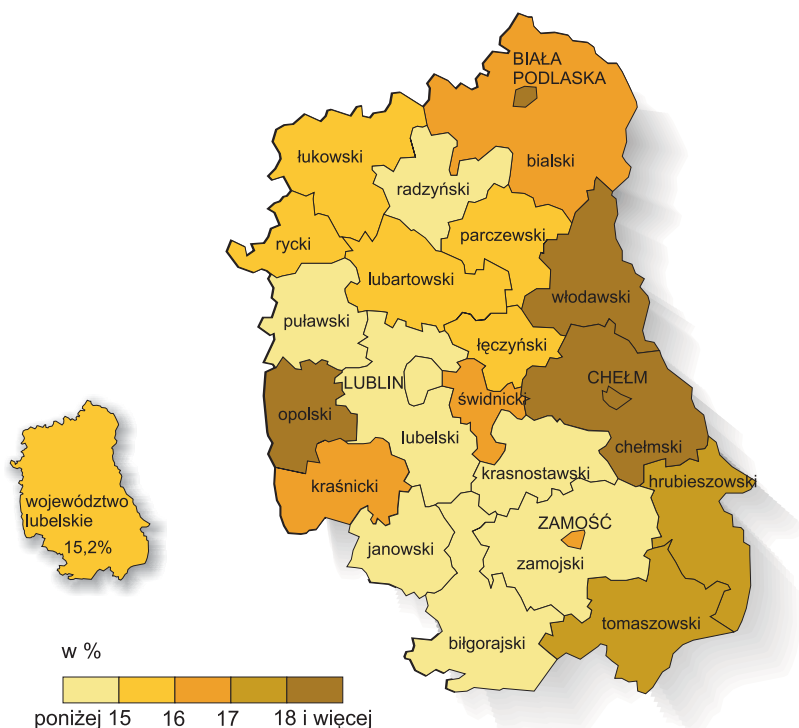 BIAŁA
PODLASKA
łukowski
bialski
radzyński
rycki
parczewski
lubartowski
włodawski
puławski
łęczyński
LUBLIN
CHEŁM
świdnicki
opolski
lubelski
chełmski
krasnostawski
hrubieszowski
kraśnicki
województwo
lubelskie
15,2%
ZAMOŚĆ
janowski
zamojski
tomaszowski
biłgorajski
w %
poniżej 15 16 17 18 i więcej